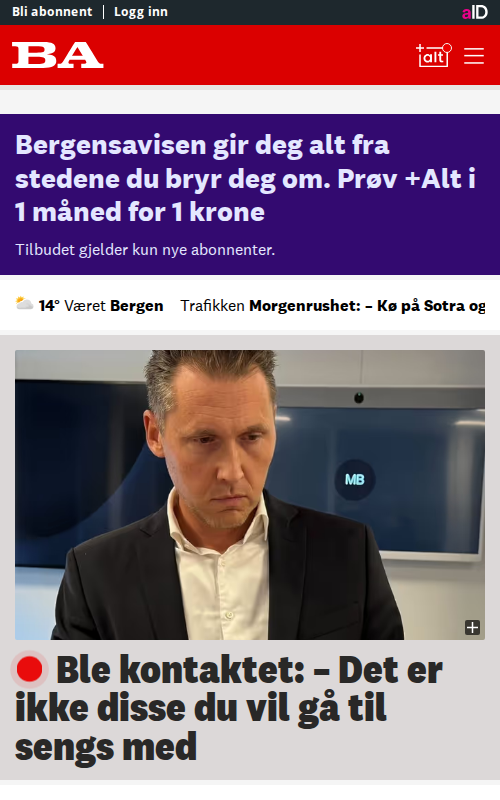 Bli abonnent | Logg inn
aID
BA
+alt
Bergensavisen gir deg alt fra
stedene du bryr deg om. Prøv +Alt i
1 måned for 1 krone
Tilbudet gjelder kun nye abonnenter.
14° Været Bergen Trafikken Morgenrushet: – Kø på Sotra og
MB
Ble kontaktet: – Det er
ikke disse du vil gå til
sengs med